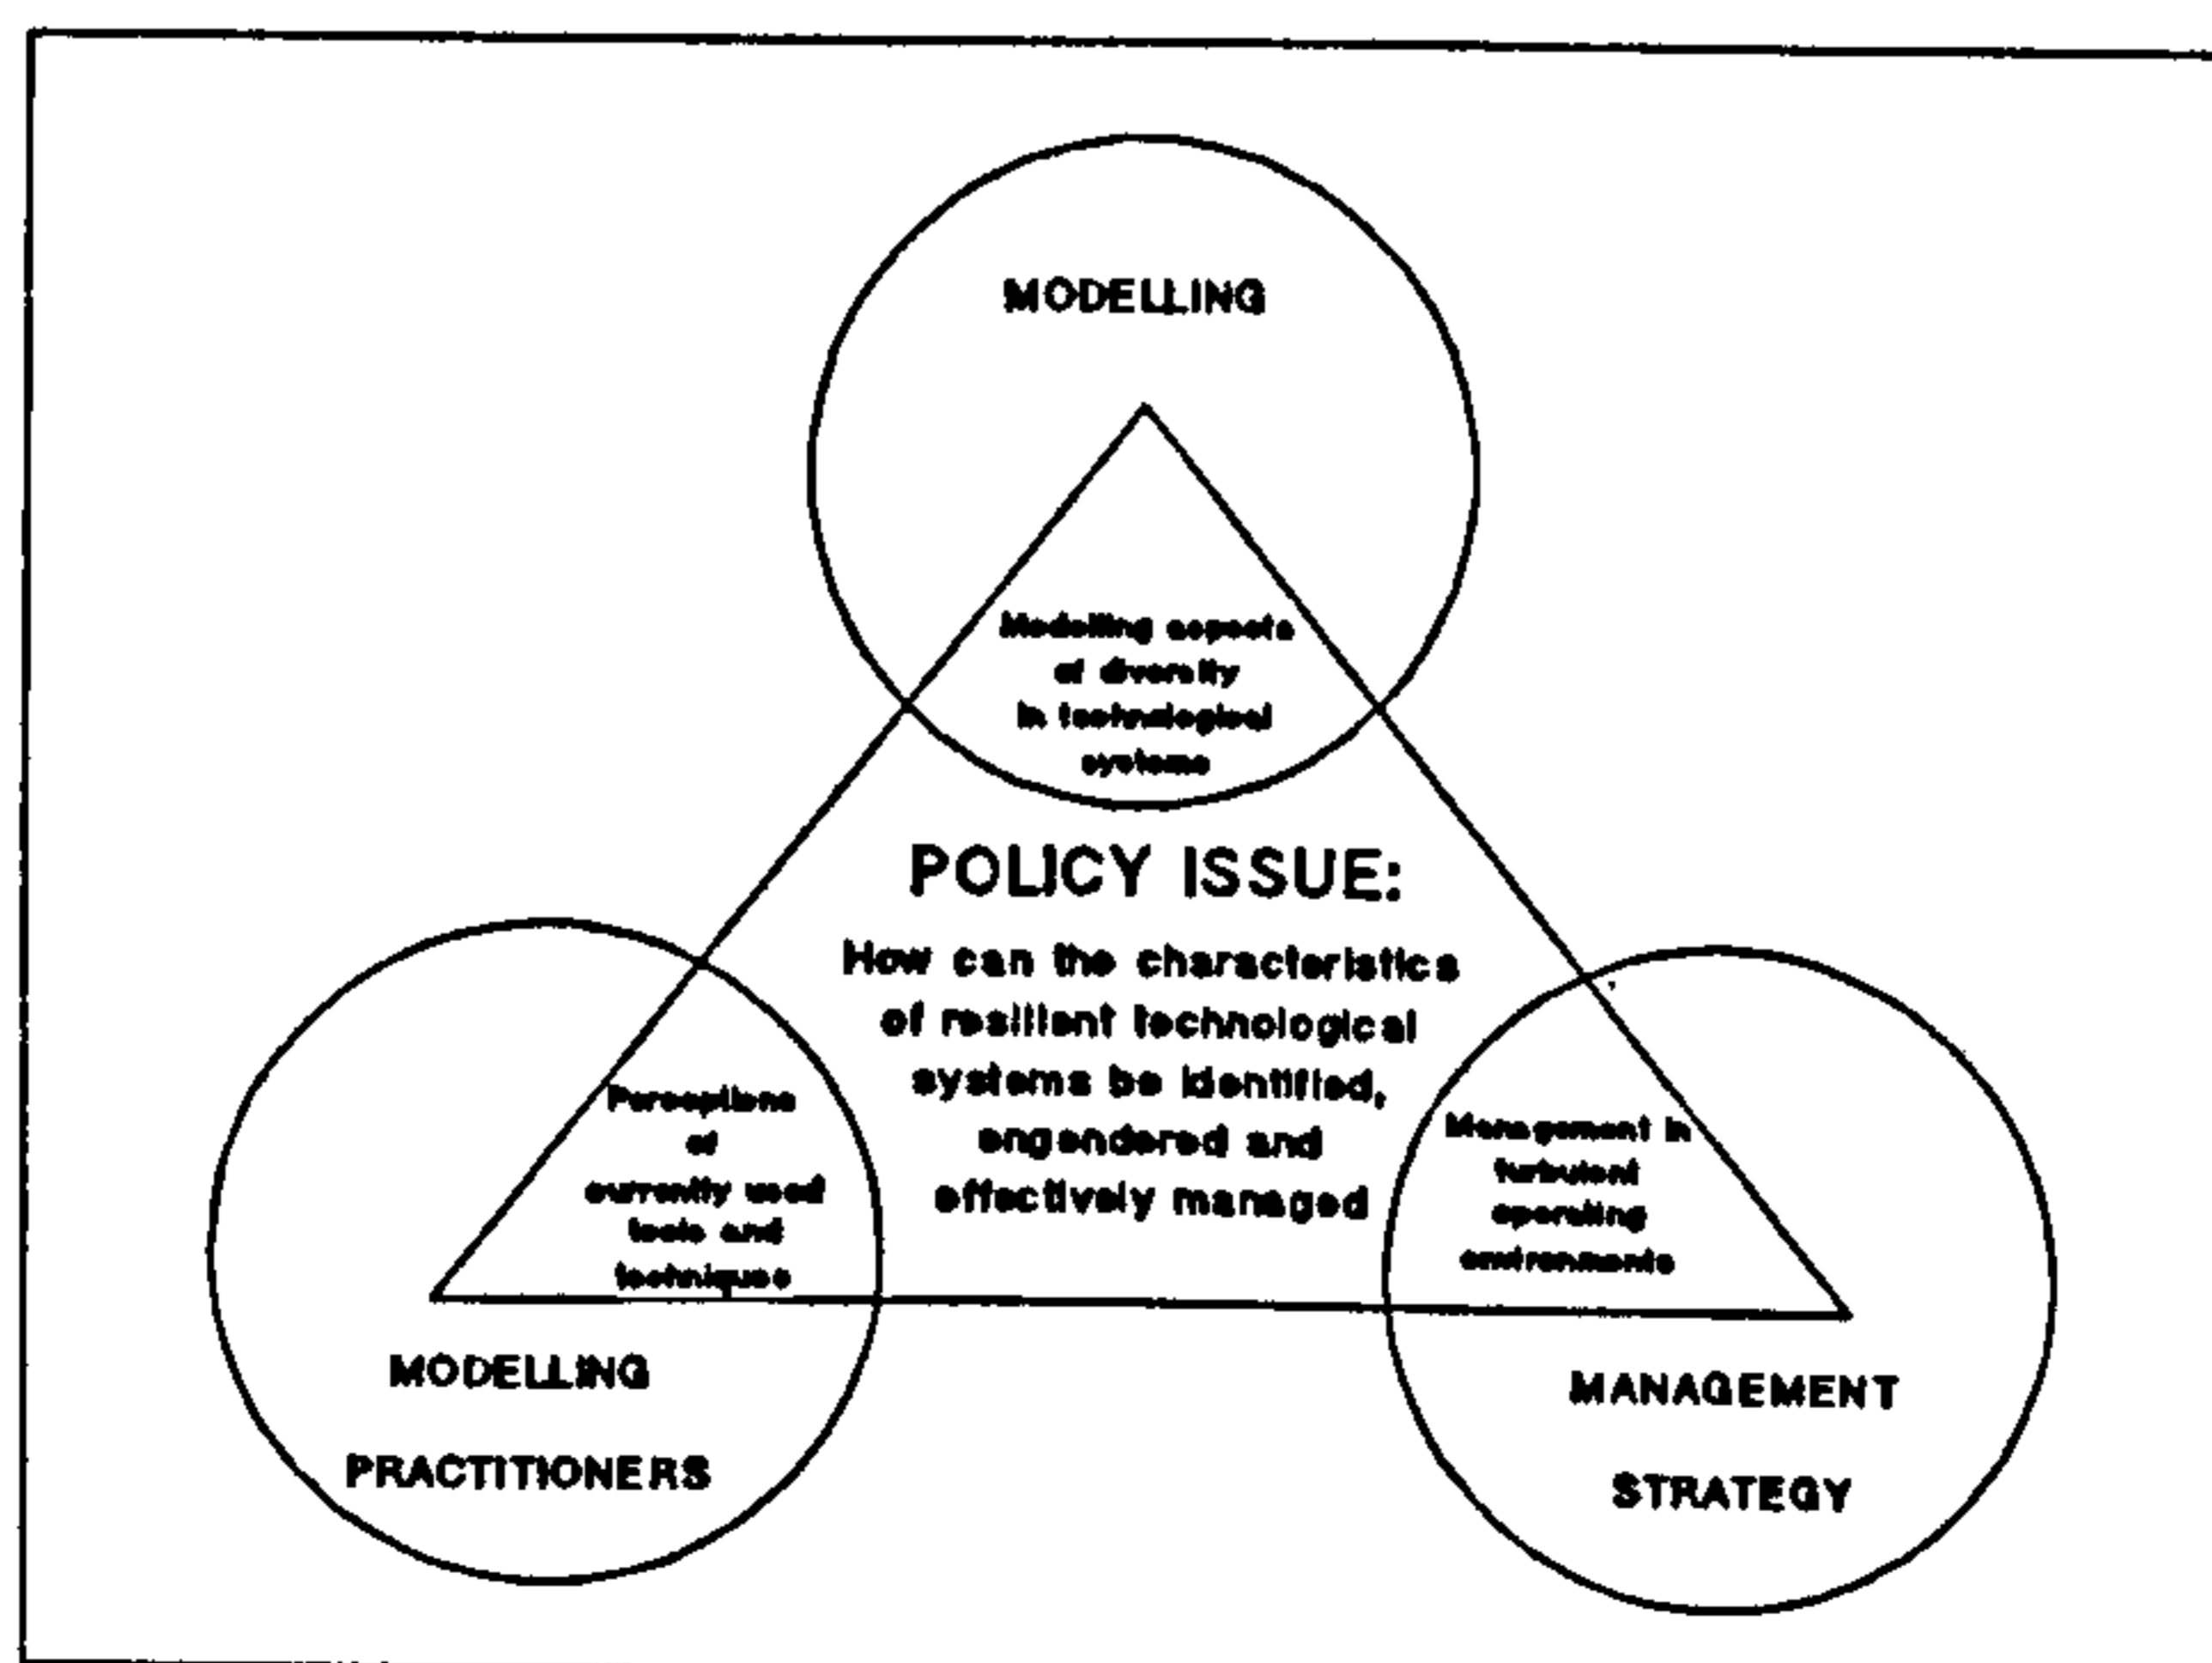 MODELLING
Modelling aspects
of diversity
in technological
systems
POLICY ISSUE:
How can the characteristics
of resilient technological
systems be identified,
engendered and
effectively managed
Perceptions
of
currently used
tools and
techniques
Management in
turbulent
operating
environments
MODELLING
PRACTITIONERS
MANAGEMENT
STRATEGY